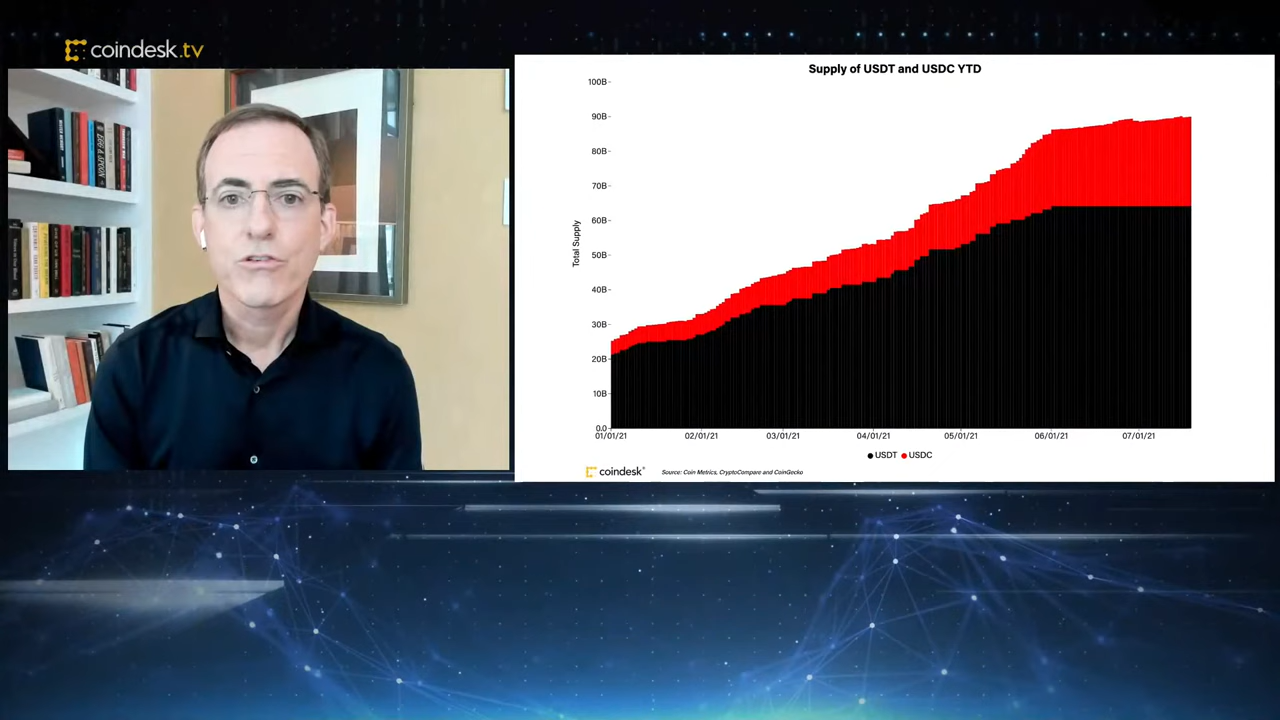 coindesk.tv
Supply of USDT and USDC YTD
100B
90B
80B
70B
60B
50B
40B
30B
20B
10B
0.0
Total Supply
01/01/21
02/01/21
03/01/21
04/01/21
05/01/21
06/01/21
07/01/21
USDT
USDC
coindesk
Source: Coin Metrics, CryptoCompare and CoinGecko